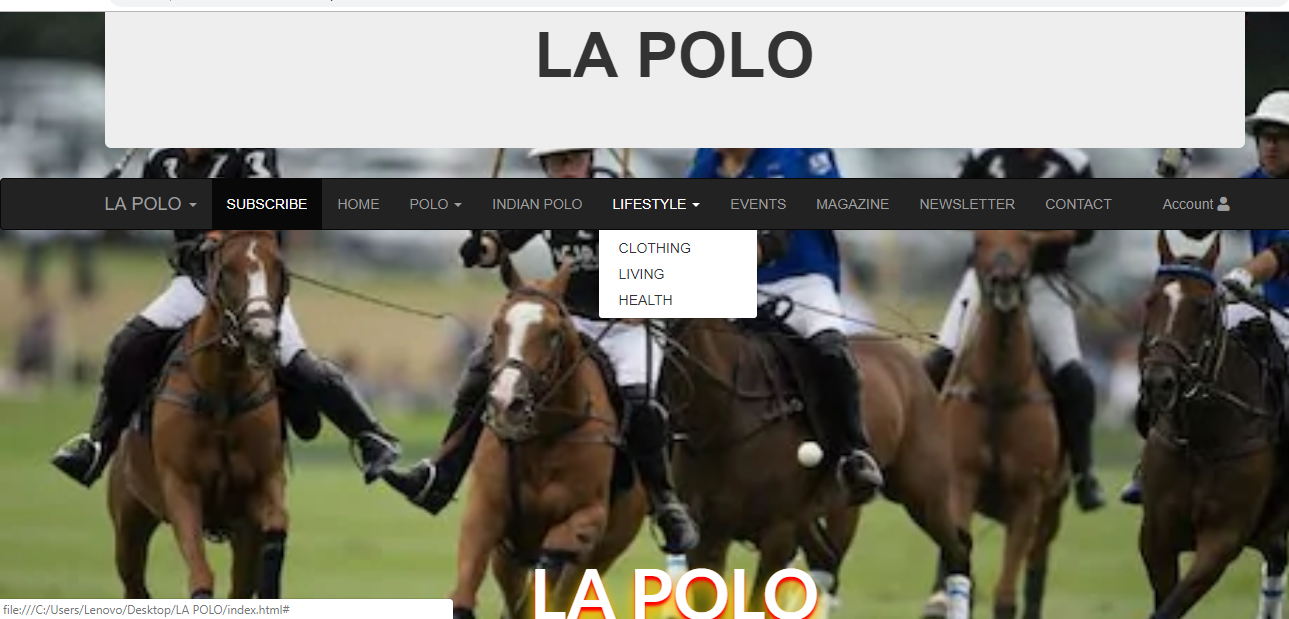 LA POLO
LA POLO SUBSCRIBE HOME POLO INDIAN POLO LIFESTYLE EVENTS MAGAZINE NEWSLETTER CONTACT Account
CLOTHING
LIVING
HEALTH
LA POLO
file:///C:/Users/Lenovo/Desktop/LA POLO/index.html#